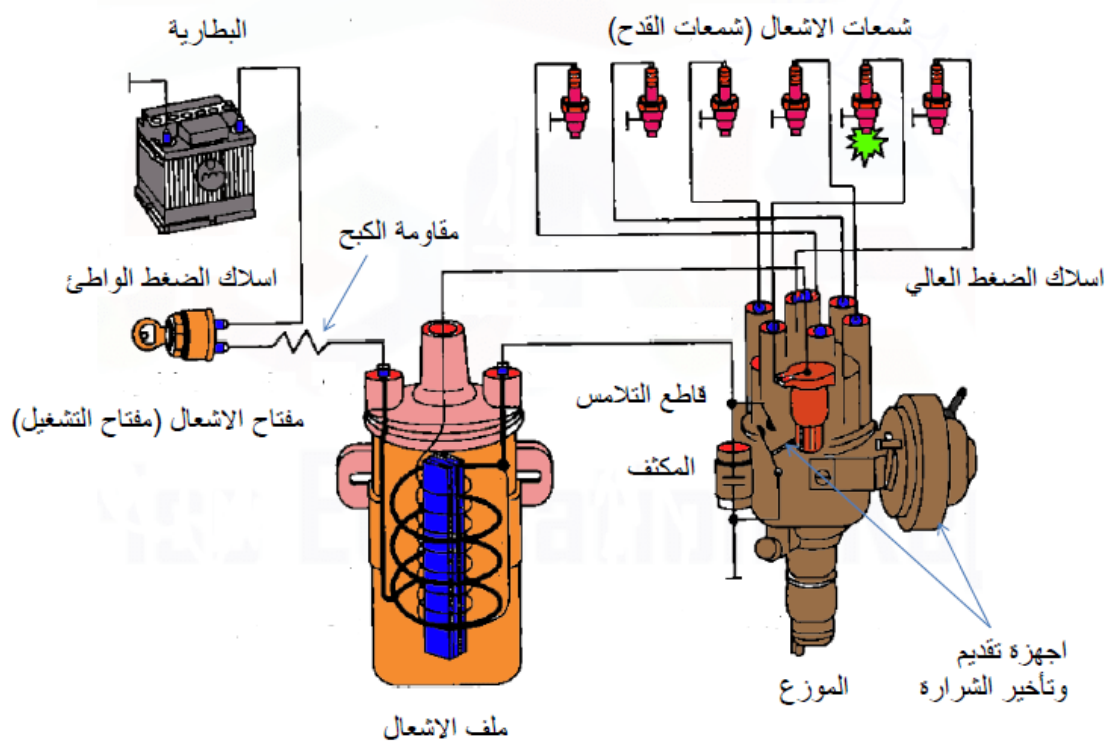 البطارية
شمعات الاشعال (شمعات القدح)
مقاومة الكبح
اسلاك الضغط الواطئ
اسلاك الضغط العالي
مفتاح الاشعال (مفتاح التشغيل)
قاطع التلامس
المكثف
اجهزة تقديم
وتأخير الشرارة
الموزع
ملف الاشعال